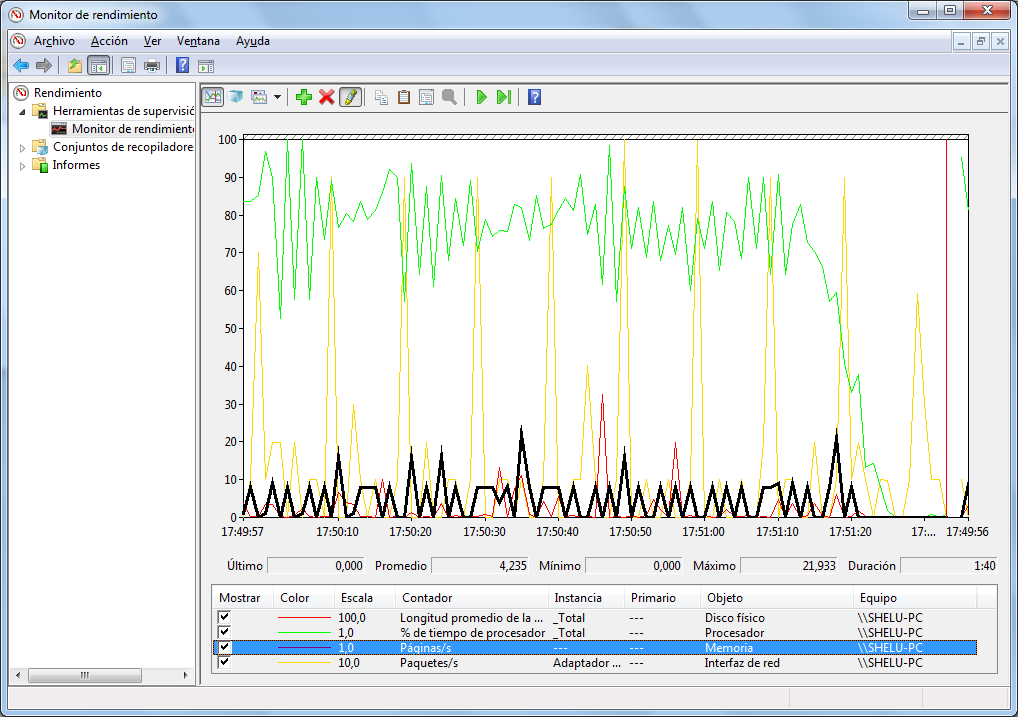 Monitor de rendimiento
Archivo Acción Ver Ventana Ayuda
Rendimiento
Herramientas de supervisió
Monitor de rendimiento
Conjuntos de recopiladore
Informes
100
90
80
70
60
50
40
30
20
10
0
17:49:57 17:50:10 17:50:20 17:50:30 17:50:40 17:50:50 17:51:00 17:51:10 17:51:20 17:... 17:49:56
Último 0,000 Promedio 4,235 Mínimo 0,000 Máximo 21,933 Duración 1:40
Mostrar Color Escala Contador Instancia Primario Objeto Equipo
100,0 Longitud promedio de la ... _Total --- Disco físico \\SHELU-PC
1,0 % de tiempo de procesador _Total --- Procesador \\SHELU-PC
1,0 Páginas/s --- --- Memoria \\SHELU-PC
10,0 Paquetes/s Adaptador ... --- Interfaz de red \\SHELU-PC